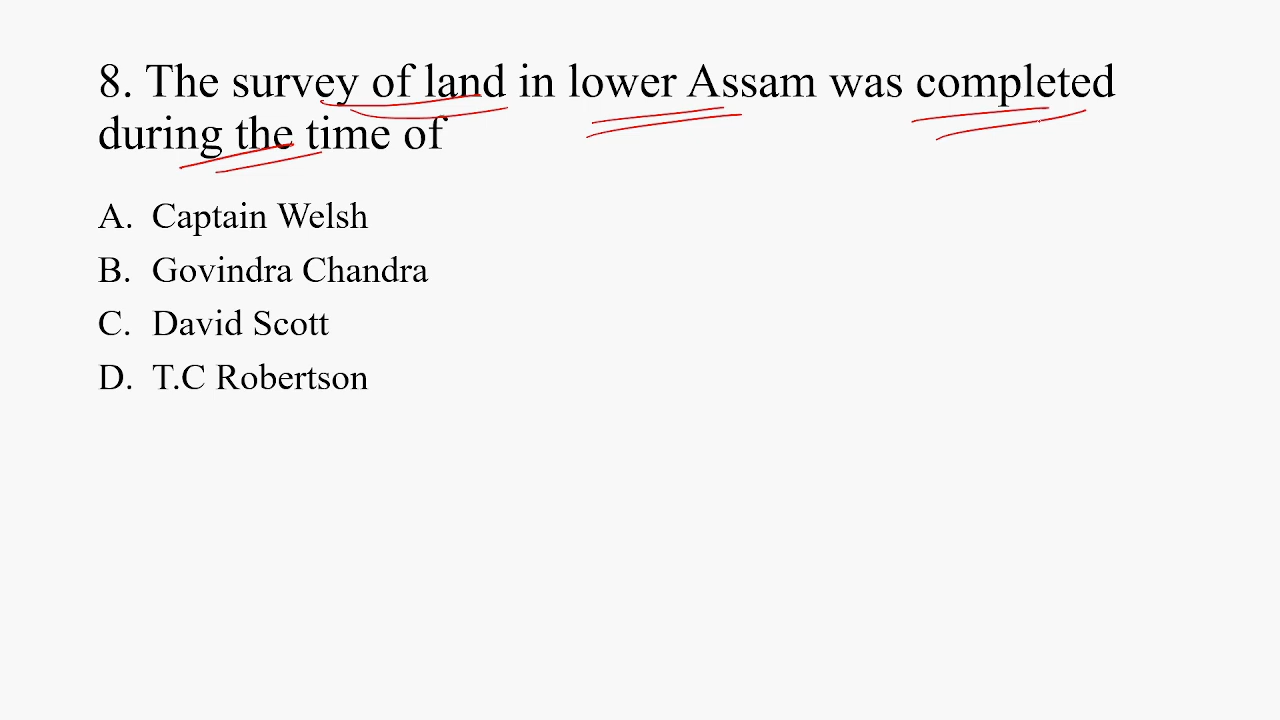 8. The survey of land in lower Assam was completed
during the time of
A. Captain Welsh
B. Govindra Chandra
C. David Scott
D. T.C Robertson